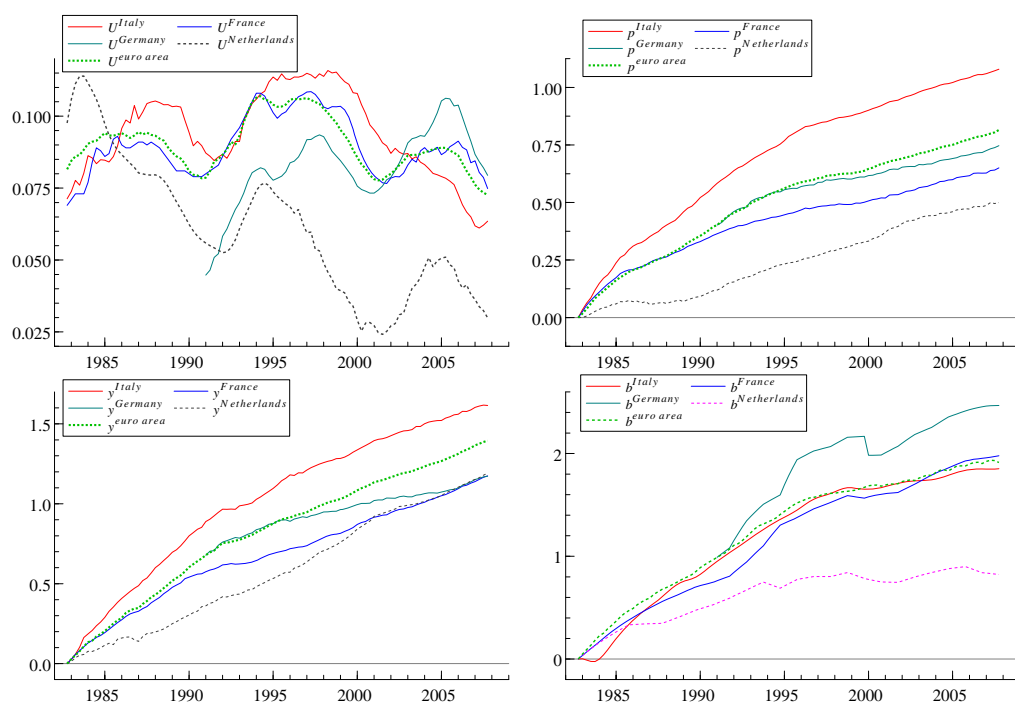 U^Italy U^France
U^Germany U^Netherlands
U^euro area
0.100
0.075
0.050
0.025
1985 1990 1995 2000 2005
p^Italy p^France
p^Germany p^Netherlands
p^euro area
1.00
0.75
0.50
0.25
0.00
1985 1990 1995 2000 2005
y^Italy y^France
y^Germany y^Netherlands
y^euro area
1.5
1.0
0.5
0.0
1985 1990 1995 2000 2005
b^Italy b^France
b^Germany b^Netherlands
b^euro area
2
1
0
1985 1990 1995 2000 2005